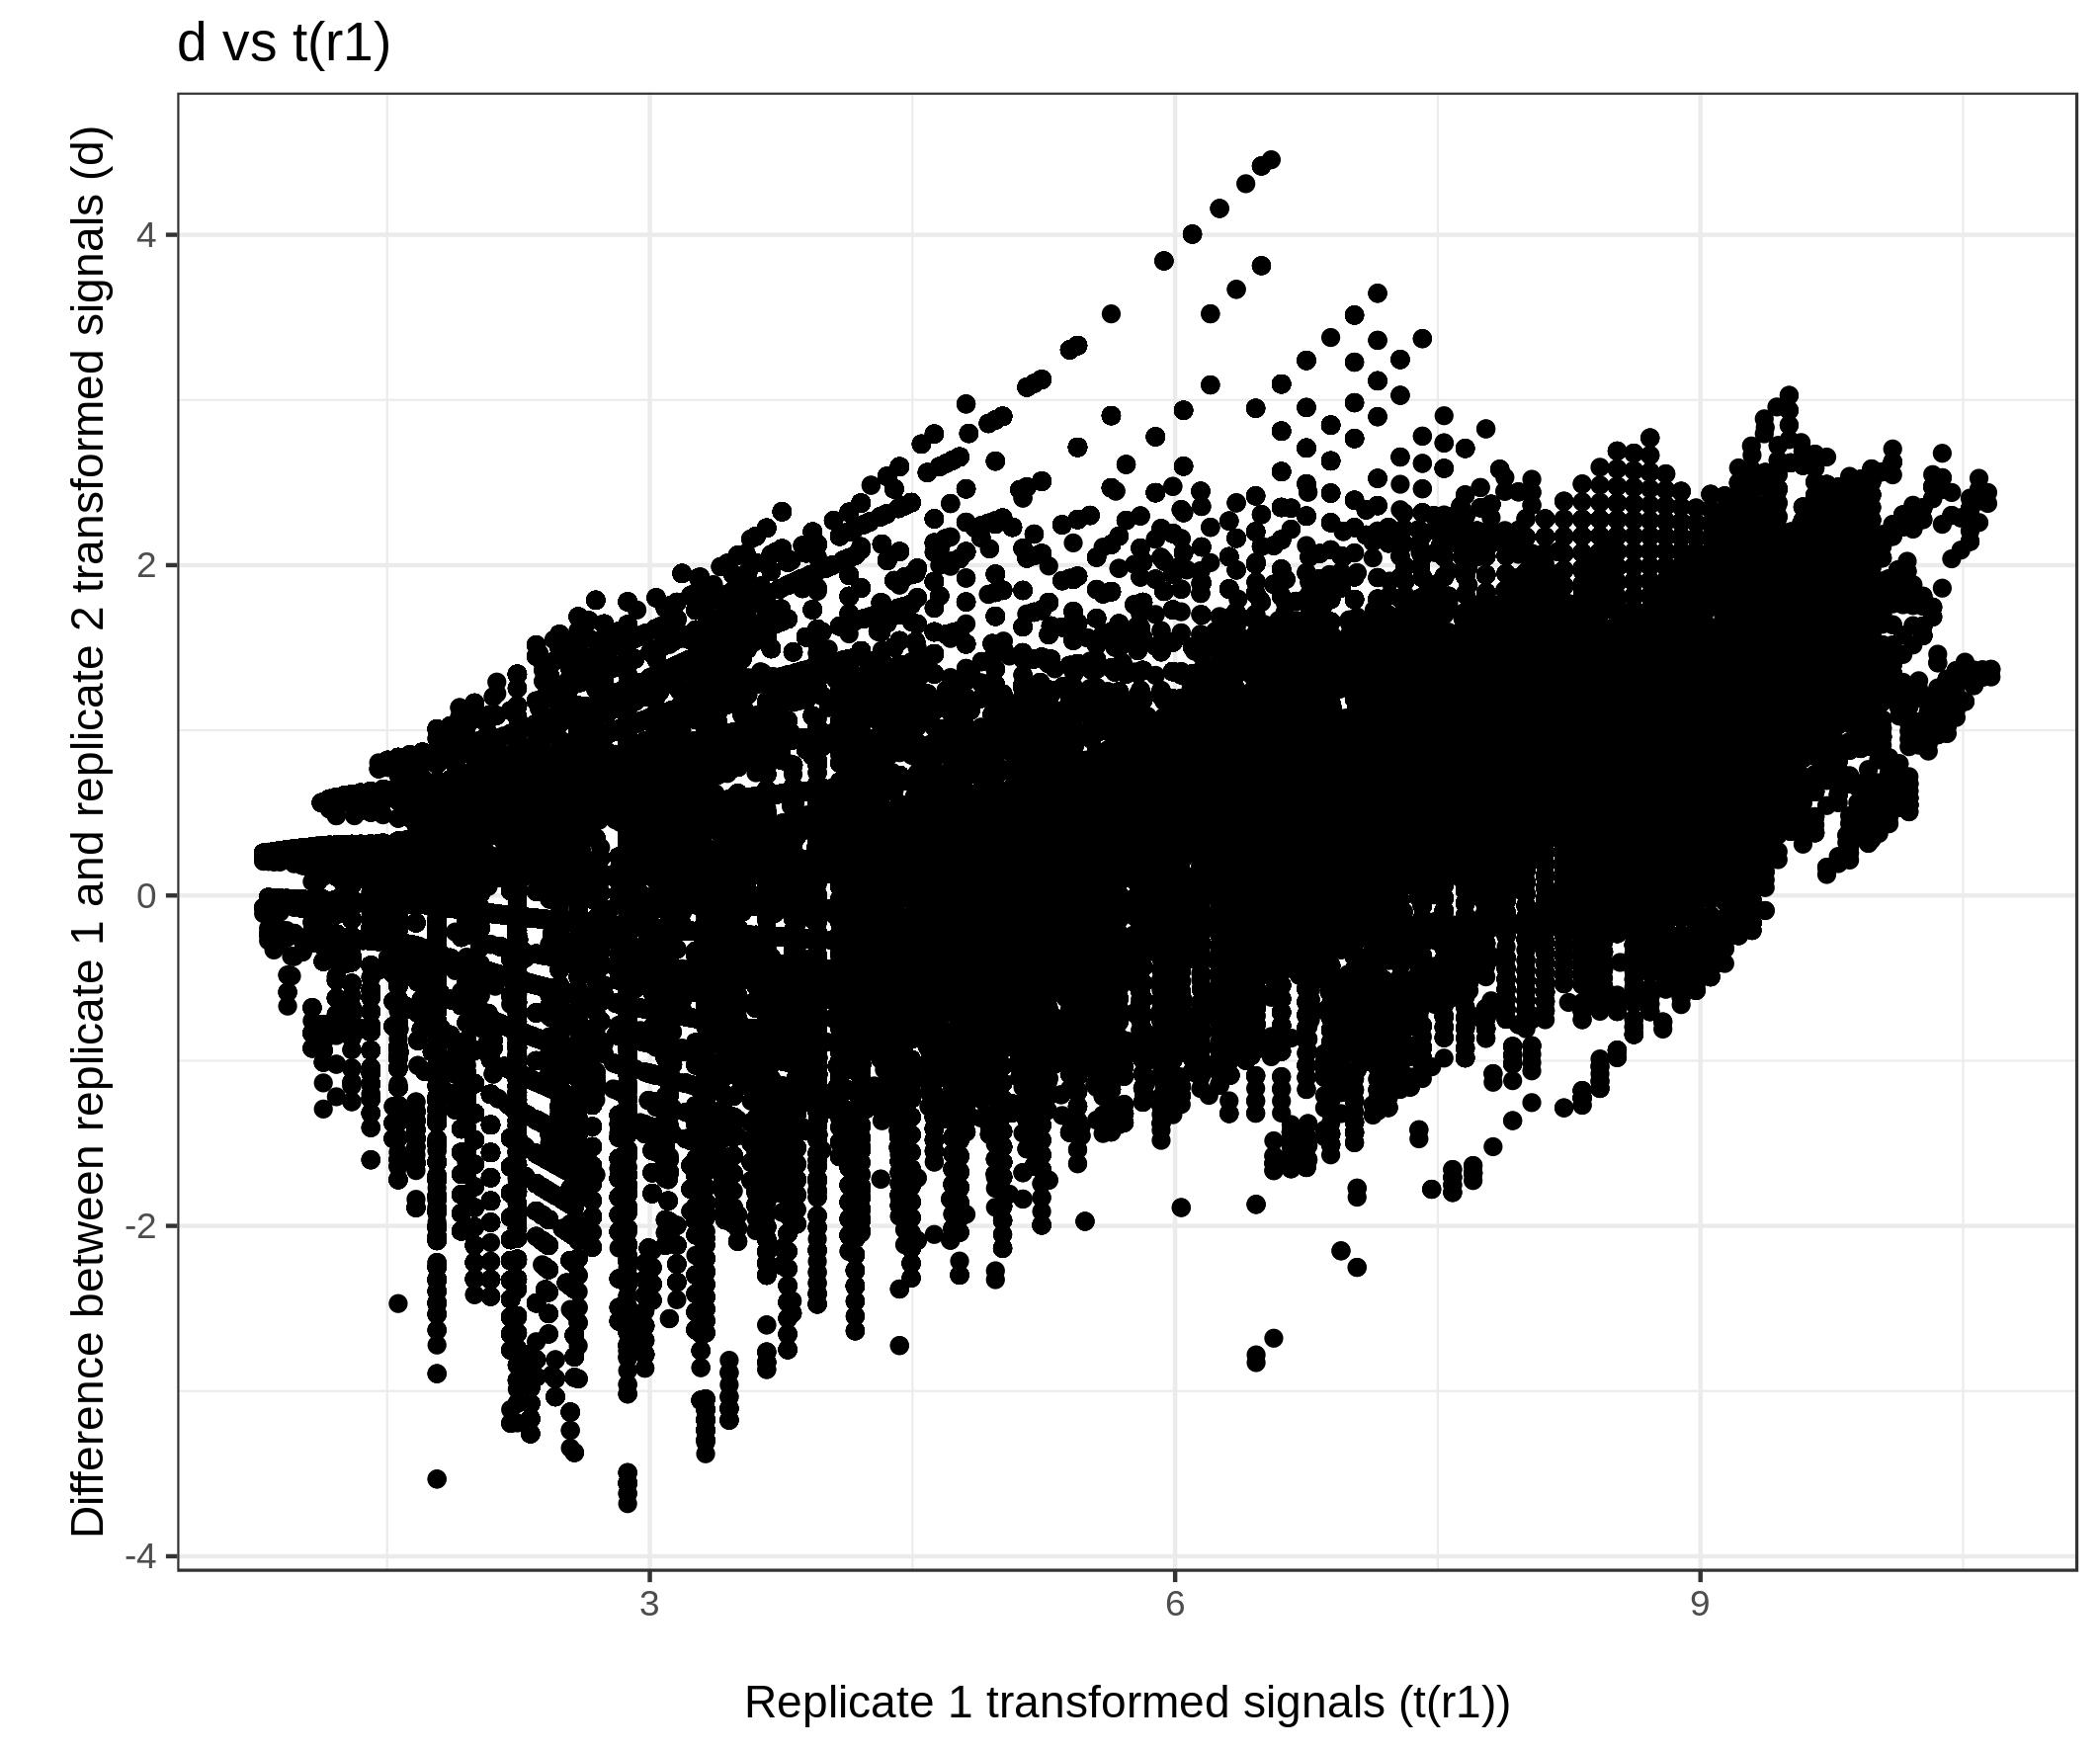 d vs t(r1)
Difference between replicate 1 and replicate 2 transformed signals (d)
4
2
0
-2
-4
3
6
9
Replicate 1 transformed signals (t(r1))